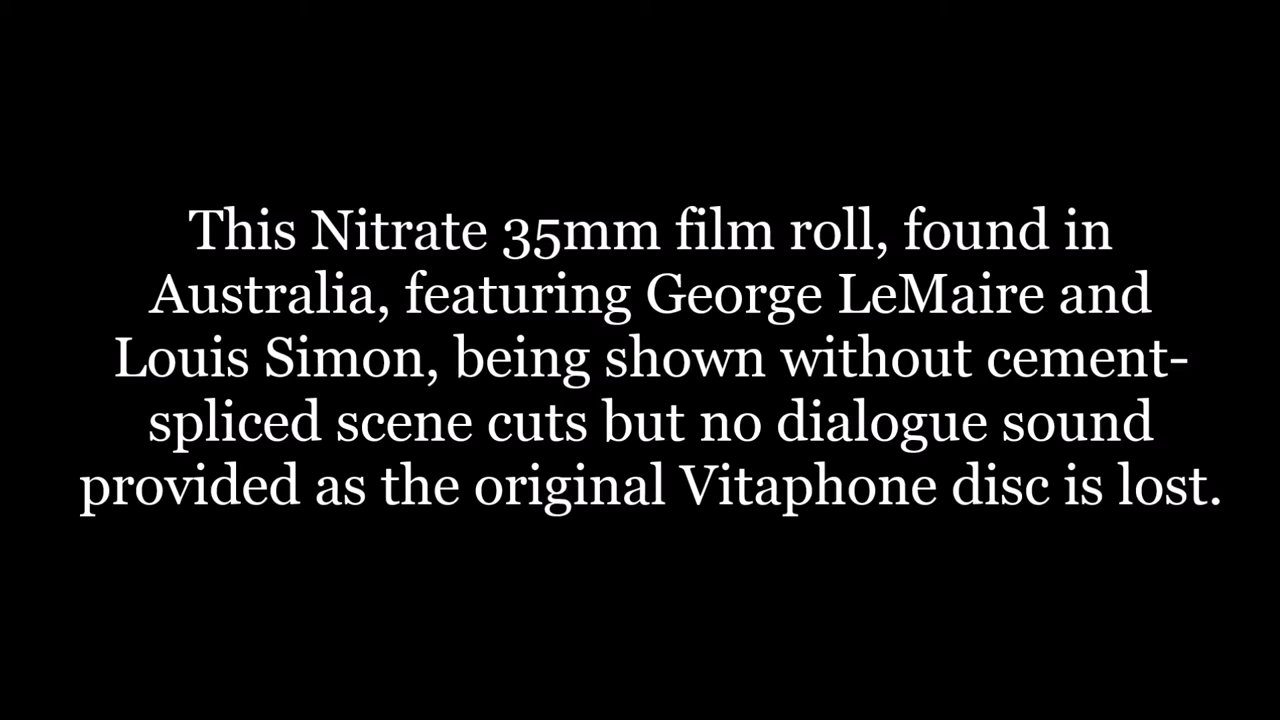 This Nitrate 35mm film roll, found in
Australia, featuring George LeMaire and
Louis Simon, being shown without cement-
spliced scene cuts but no dialogue sound
provided as the original Vitaphone disc is lost.